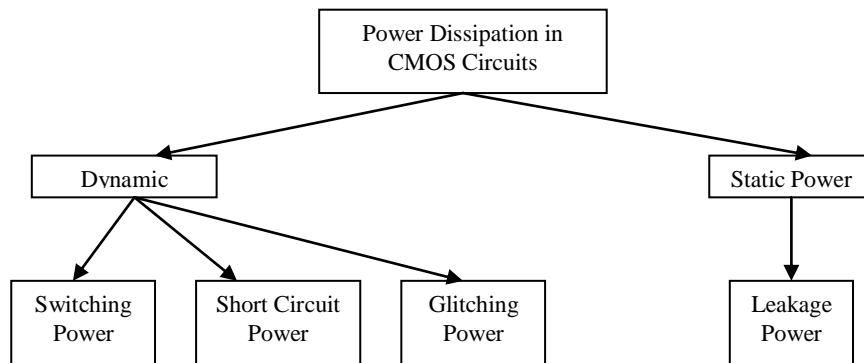 Power Dissipation in
CMOS Circuits
Dynamic
Static Power
Switching
Power
Short Circuit
Power
Glitching
Power
Leakage
Power